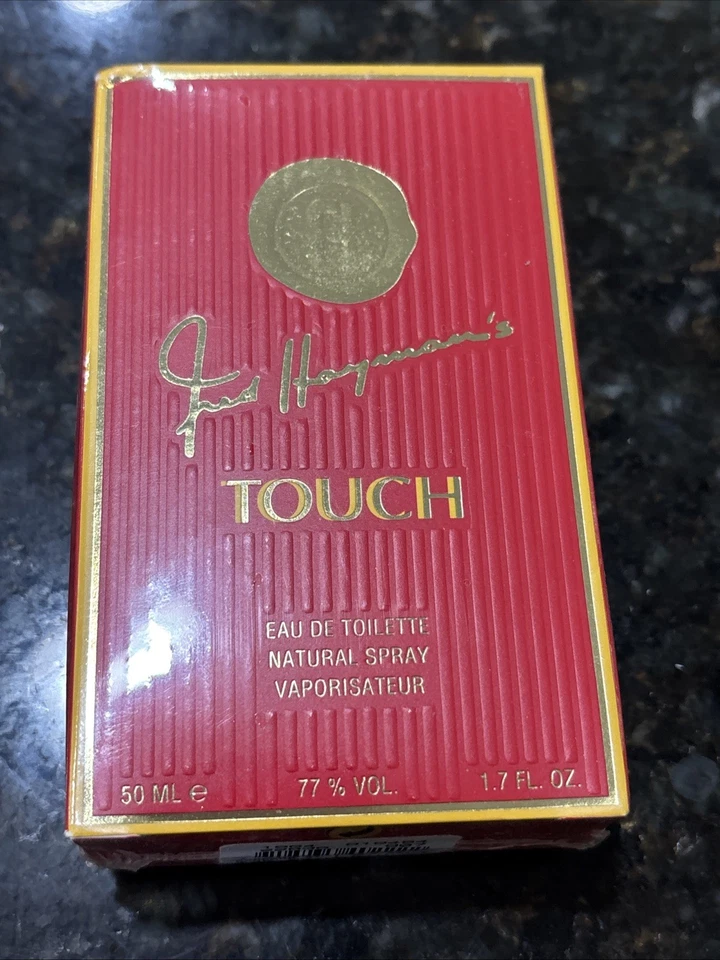 Fred Hayman's
TOUCH
EAU DE TOILETTE
NATURAL SPRAY
VAPORISATEUR
50 ML ℮ 77 % VOL. 1.7 FL. OZ.